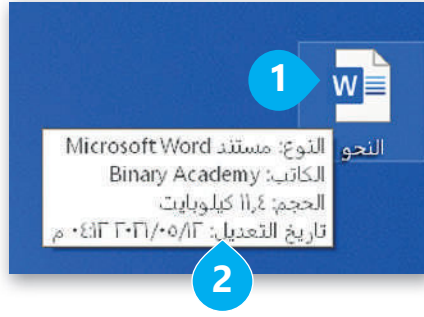 1
W
النحو
النوع: مستند Microsoft Word
الكاتب: Binary Academy
الحجم: ١١,٤ كيلوبايت
تاريخ التعديل: ٢٠٢١/٠٥/١٢ ٠٤:١٢ م
2